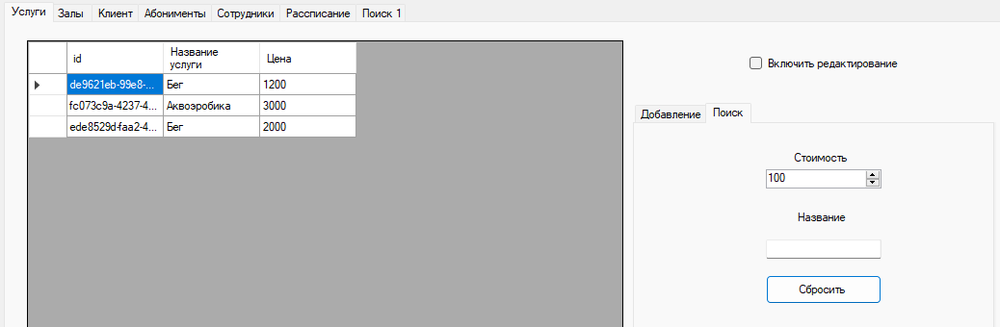 Услуги Залы Клиент Абонименты Сотрудники Рассписание Поиск 1
id Название услуги Цена
de9621eb-99e8-... Бег 1200
fc073c9a-4237-4... Аквоэробика 3000
ede8529d-faa2-4... Бег 2000
Включить редактирование
Добавление Поиск
Стоимость
100
Название
Сбросить